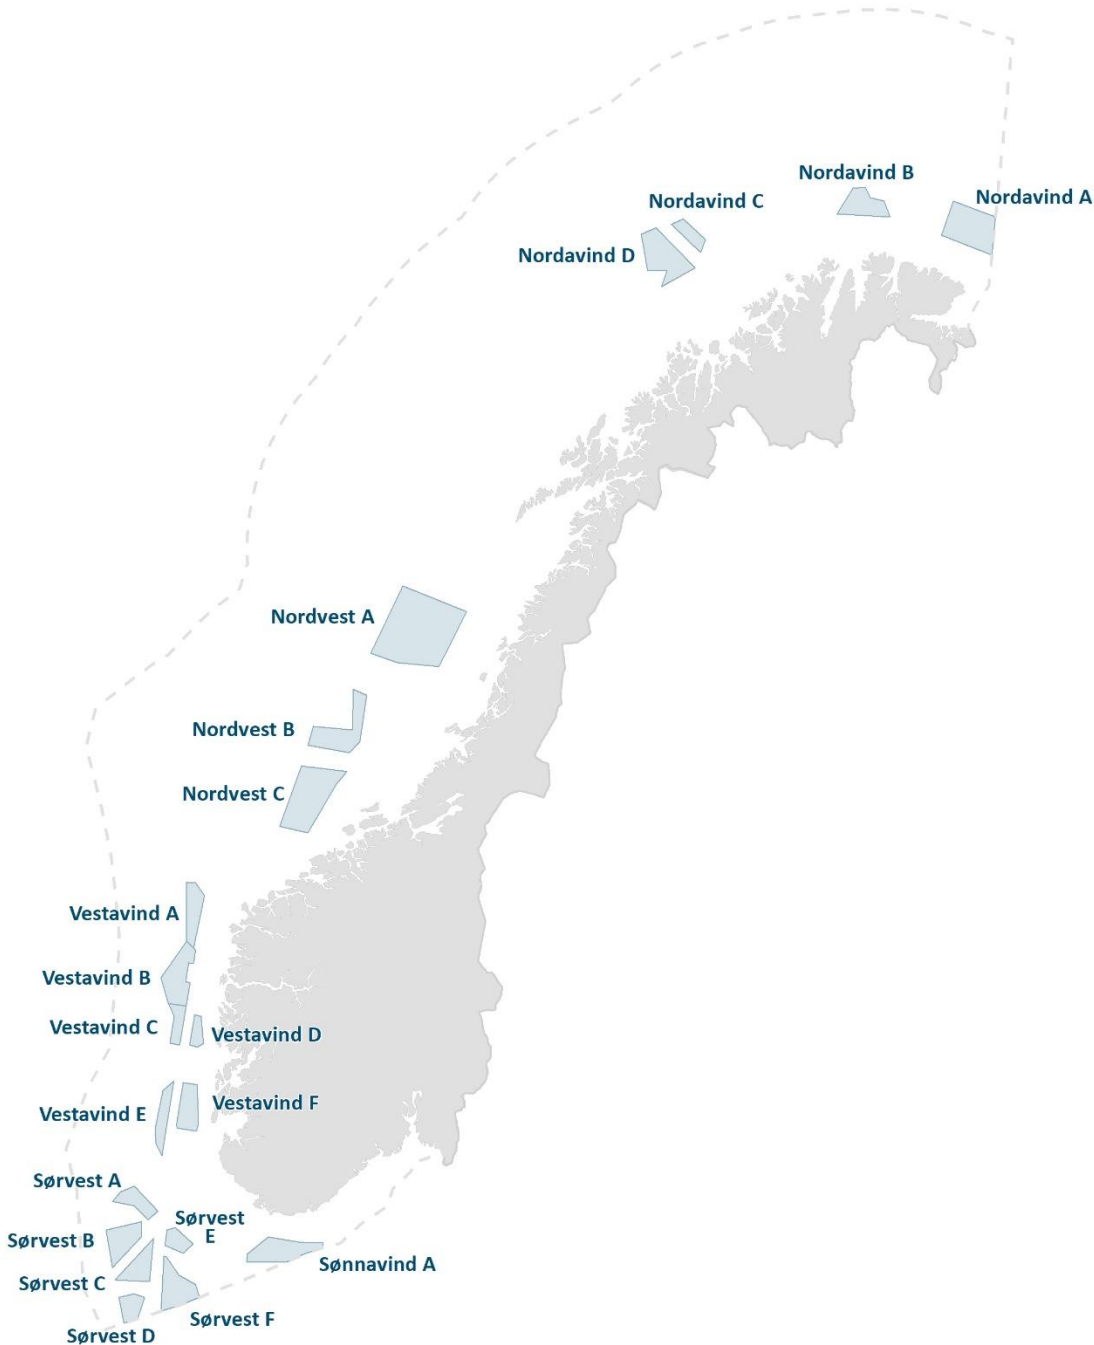 Nordavind B
Nordavind A
Nordavind C
Nordavind D
Nordvest A
Nordvest B
Nordvest C
Vestavind A
Vestavind B
Vestavind C
Vestavind D
Vestavind E
Vestavind F
Sørvest A
Sørvest
E
Sørvest B
Sønnavind A
Sørvest C
Sørvest F
Sørvest D